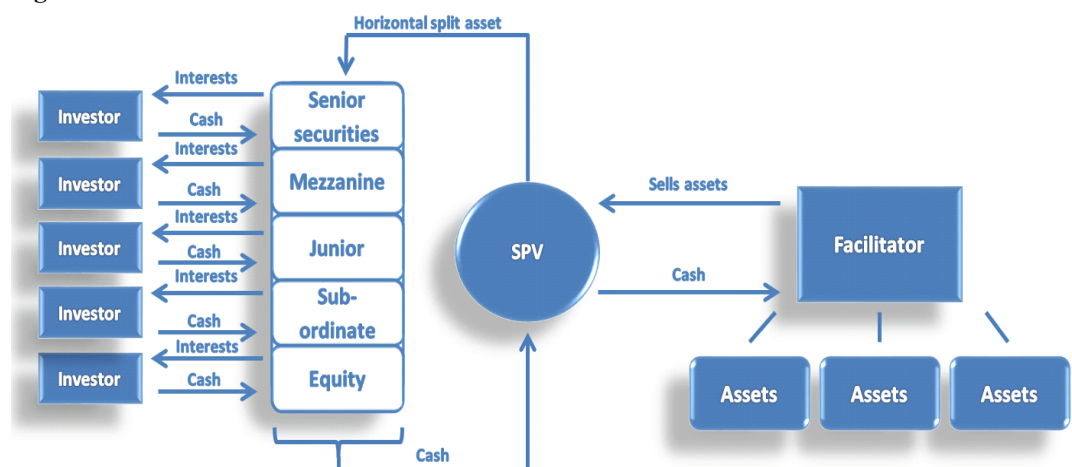 Horizontal split asset
Interests
Investor
Cash
Senior
securities
Interests
Investor
Cash
Mezzanine
Interests
Investor
Cash
Junior
Interests
Investor
Cash
Sub-
ordinate
Interests
Investor
Cash
Equity
Cash
SPV
Sells assets
Cash
Facilitator
Assets
Assets
Assets